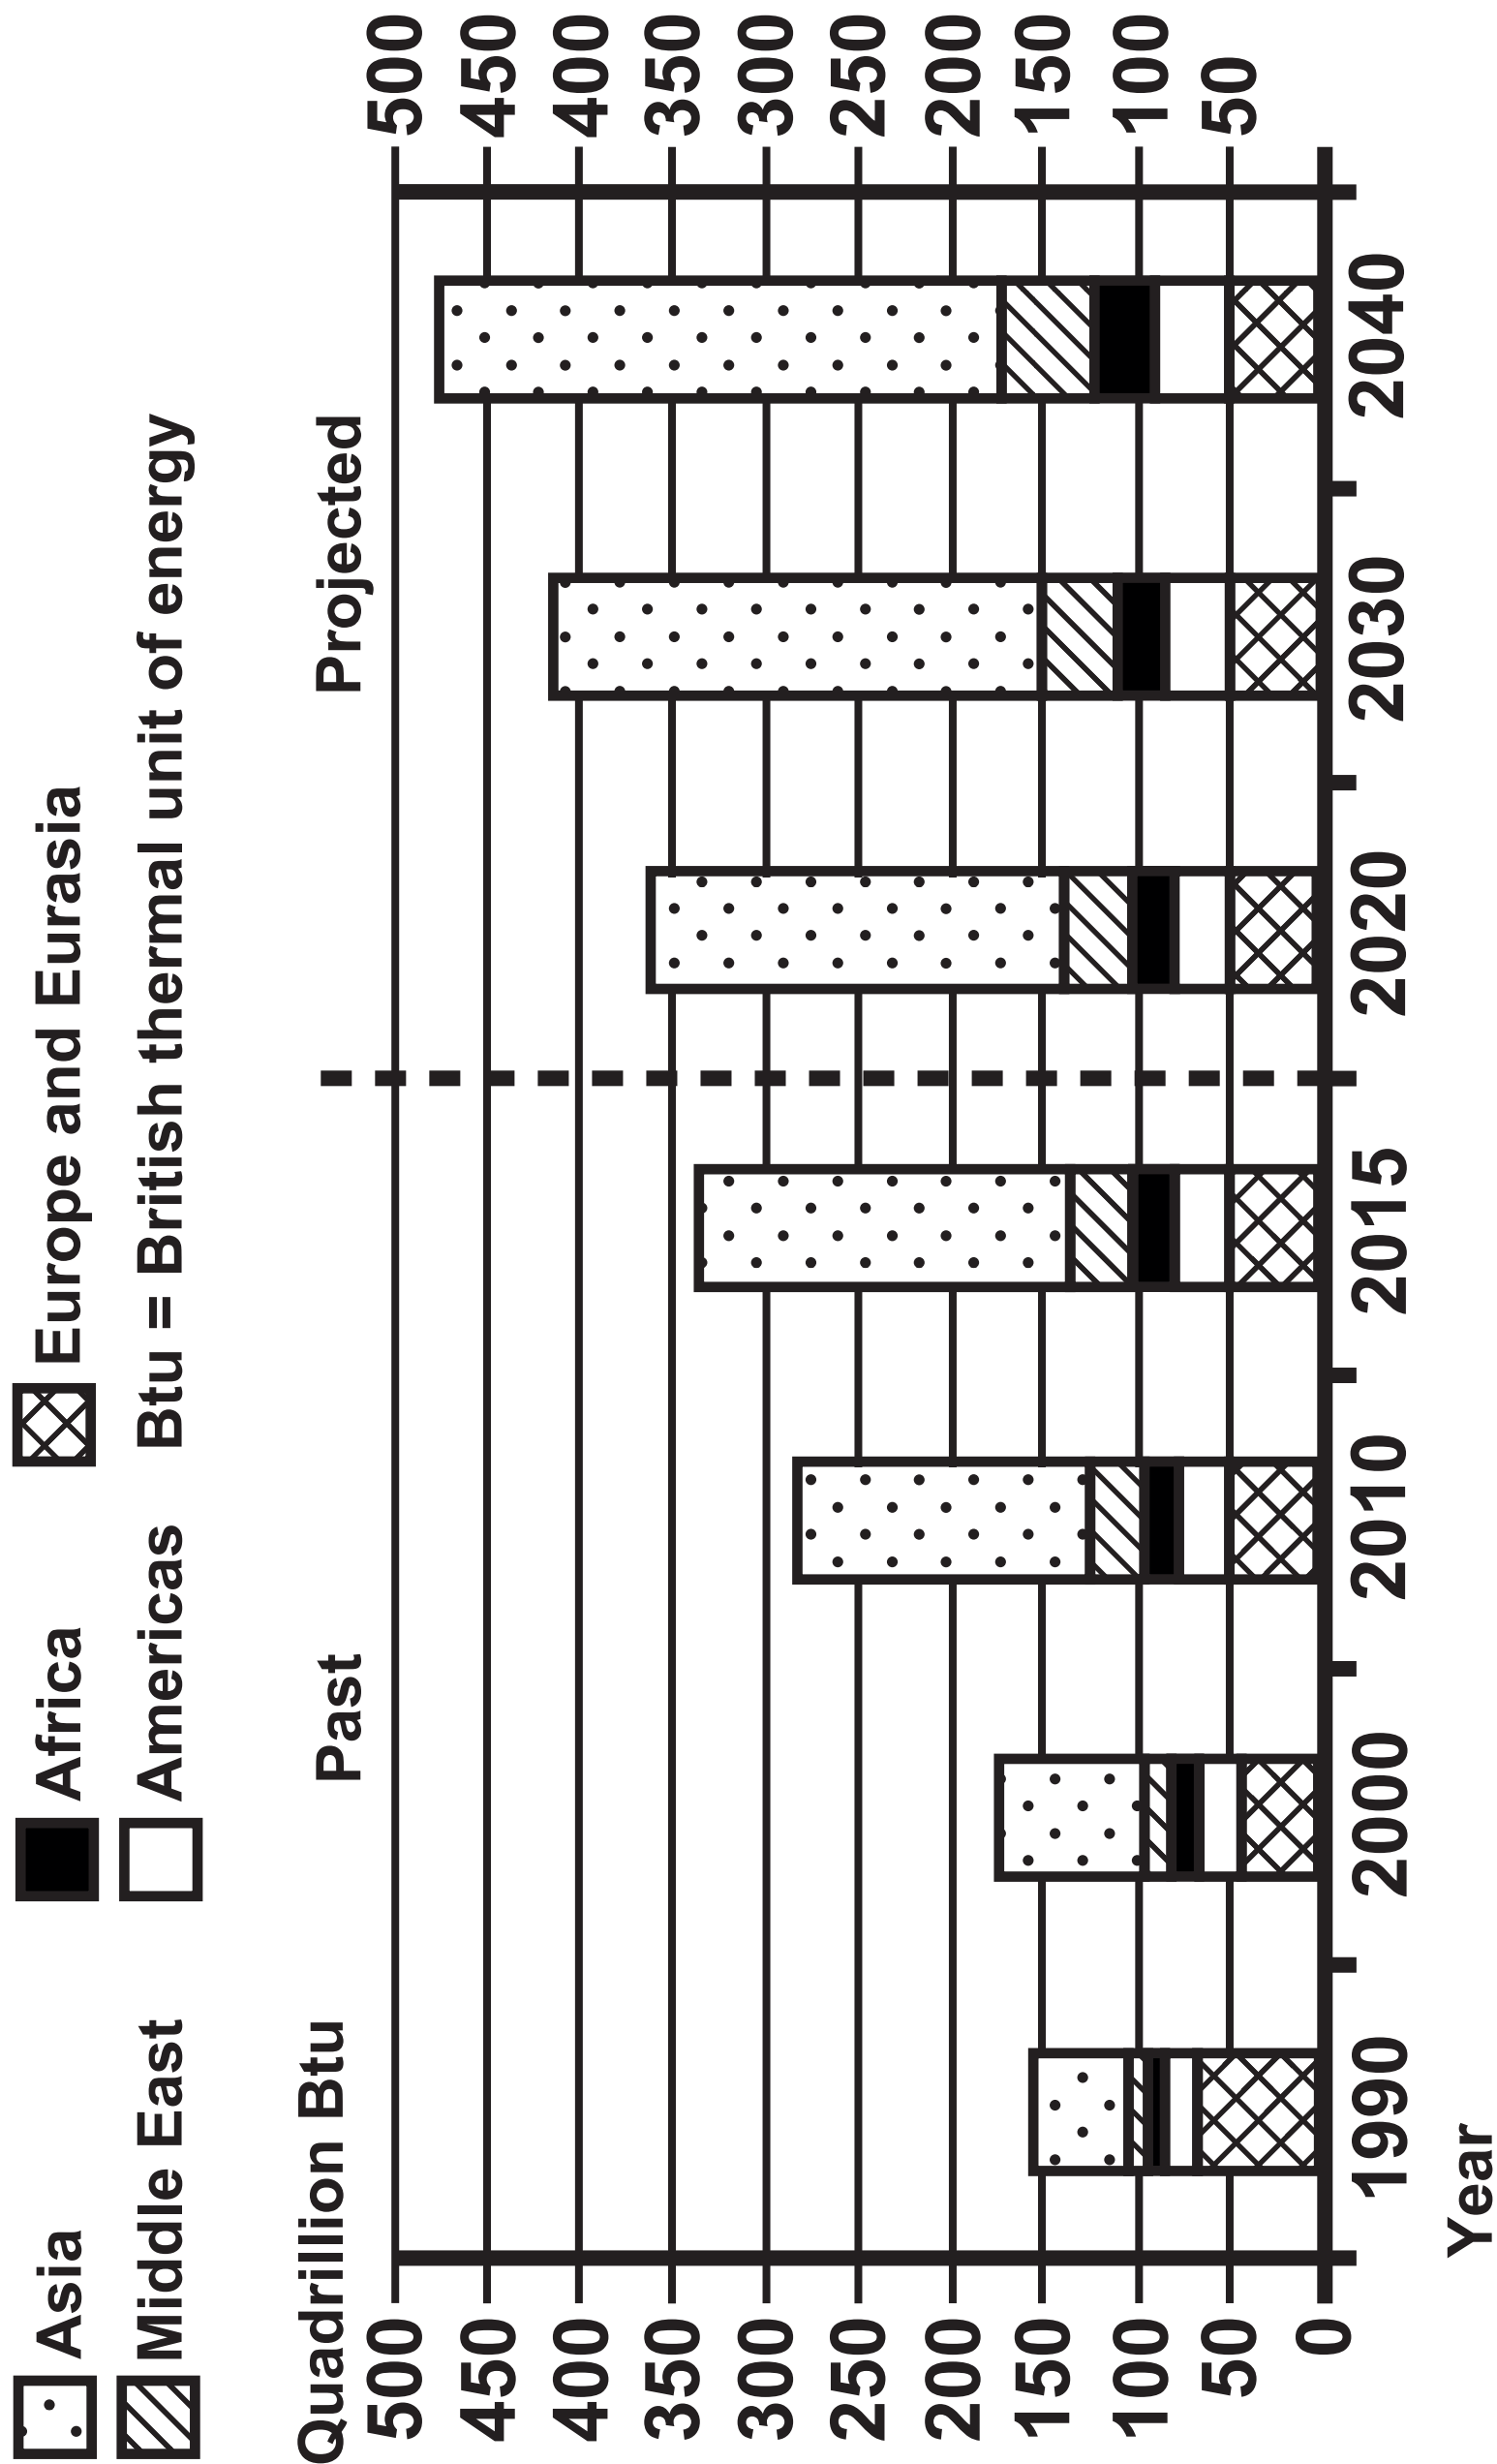 Asia
Africa
Europe and Eurasia
Middle East
Americas
Btu = British thermal unit of energy
Quadrillion Btu
Past
Projected
500 500
450 450
400 400
350 350
300 300
250 250
200 200
150 150
100 100
50 50
0
1990 2000 2010 2015 2020 2030 2040
Year